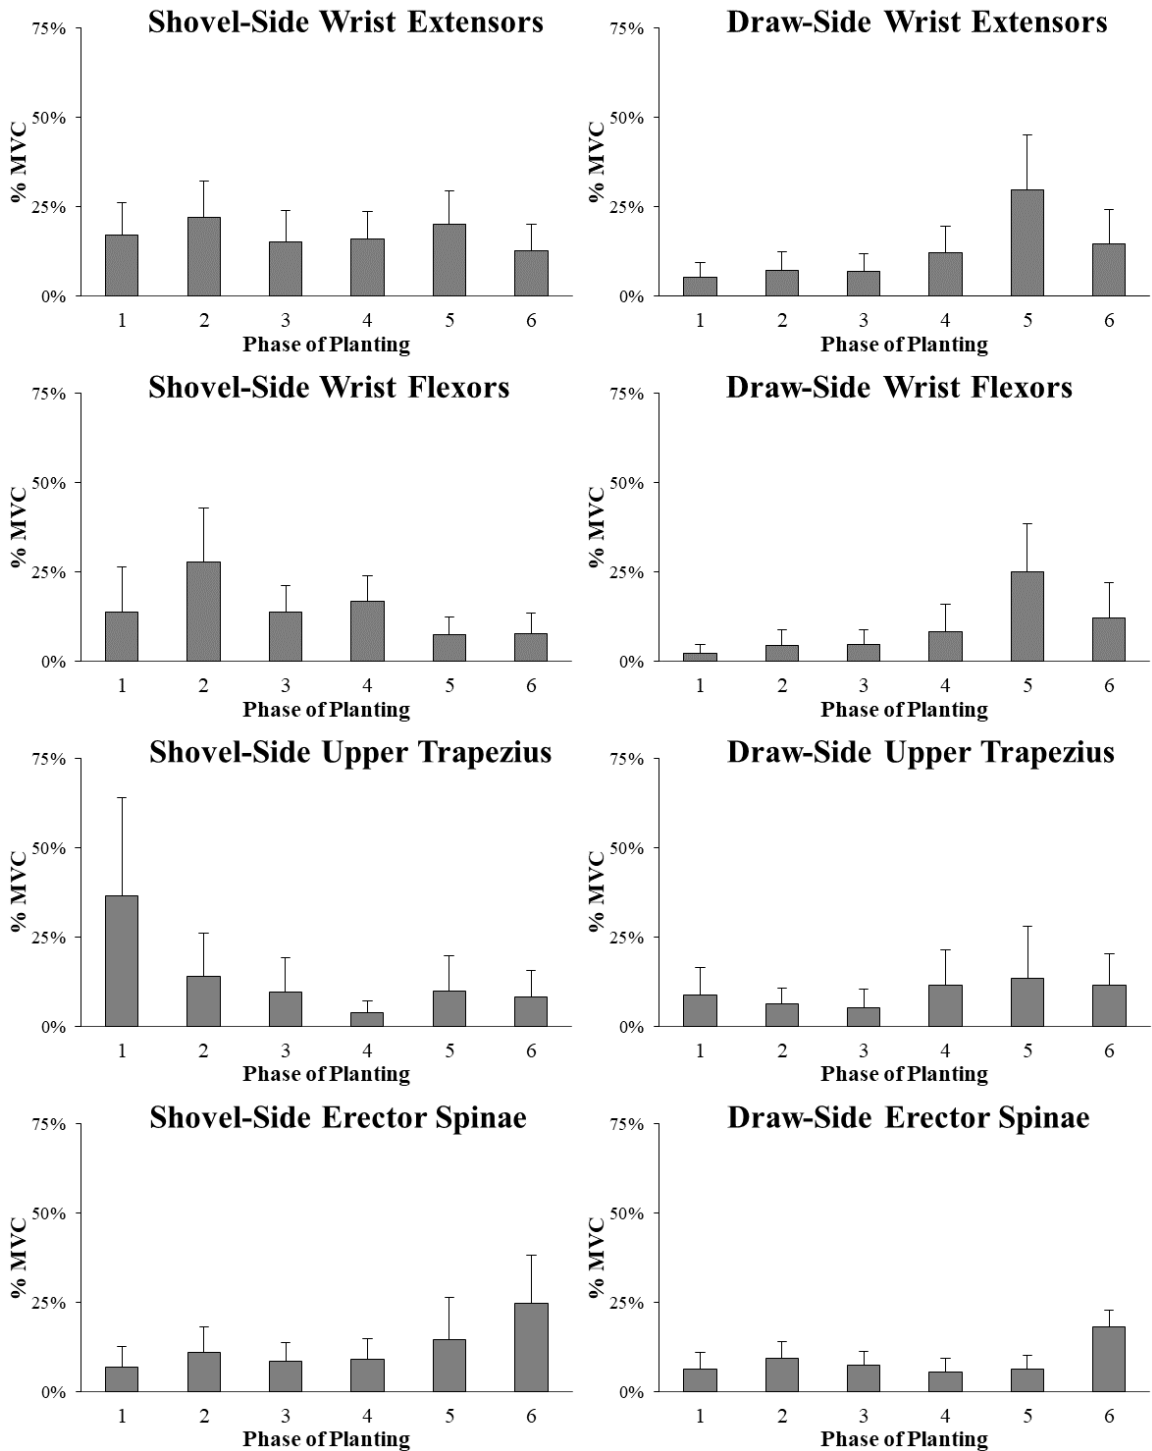 Shovel-Side Wrist Extensors
75%
50%
25%
0%
% MVC
1 2 3 4 5 6
Phase of Planting
Draw-Side Wrist Extensors
75%
50%
25%
0%
% MVC
1 2 3 4 5 6
Phase of Planting
Shovel-Side Wrist Flexors
75%
50%
25%
0%
% MVC
1 2 3 4 5 6
Phase of Planting
Draw-Side Wrist Flexors
75%
50%
25%
0%
% MVC
1 2 3 4 5 6
Phase of Planting
Shovel-Side Upper Trapezius
75%
50%
25%
0%
% MVC
1 2 3 4 5 6
Phase of Planting
Draw-Side Upper Trapezius
75%
50%
25%
0%
% MVC
1 2 3 4 5 6
Phase of Planting
Shovel-Side Erector Spinae
75%
50%
25%
0%
% MVC
1 2 3 4 5 6
Phase of Planting
Draw-Side Erector Spinae
75%
50%
25%
0%
% MVC
1 2 3 4 5 6
Phase of Planting